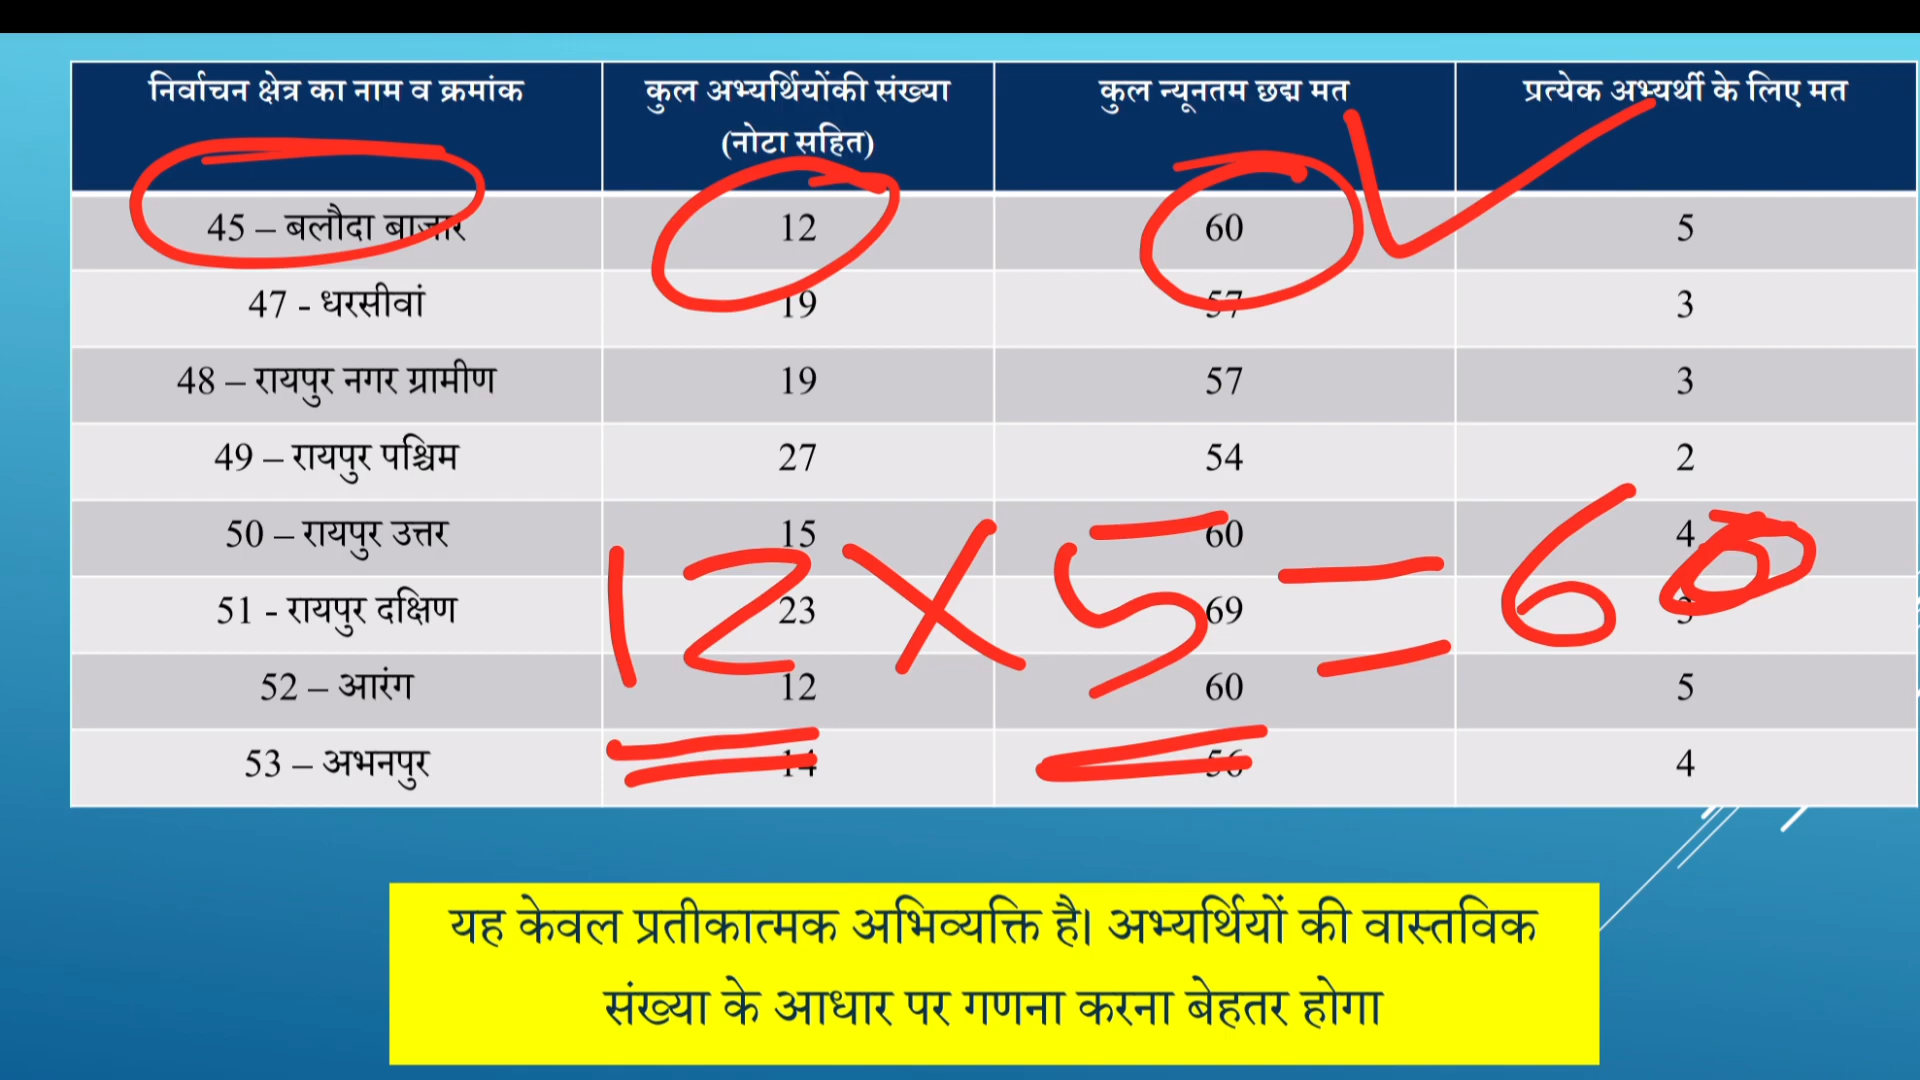 निर्वाचन क्षेत्र का नाम व क्रमांक कुल अभ्यर्थियोंकी संख्या (नोटा सहित) कुल न्यूनतम छद्म मत प्रत्येक अभ्यर्थी के लिए मत
45 – बलौदा बाजार 12 60 5
47 - धरसीवां 19 57 3
48 – रायपुर नगर ग्रामीण 19 57 3
49 – रायपुर पश्चिम 27 54 2
50 – रायपुर उत्तर 15 60 4
51 - रायपुर दक्षिण 23 69 3
52 – आरंग 12 60 5
53 – अभनपुर 14 56 4
12 X 5 = 60
यह केवल प्रतीकात्मक अभिव्यक्ति है। अभ्यर्थियों की वास्तविक
संख्या के आधार पर गणना करना बेहतर होगा